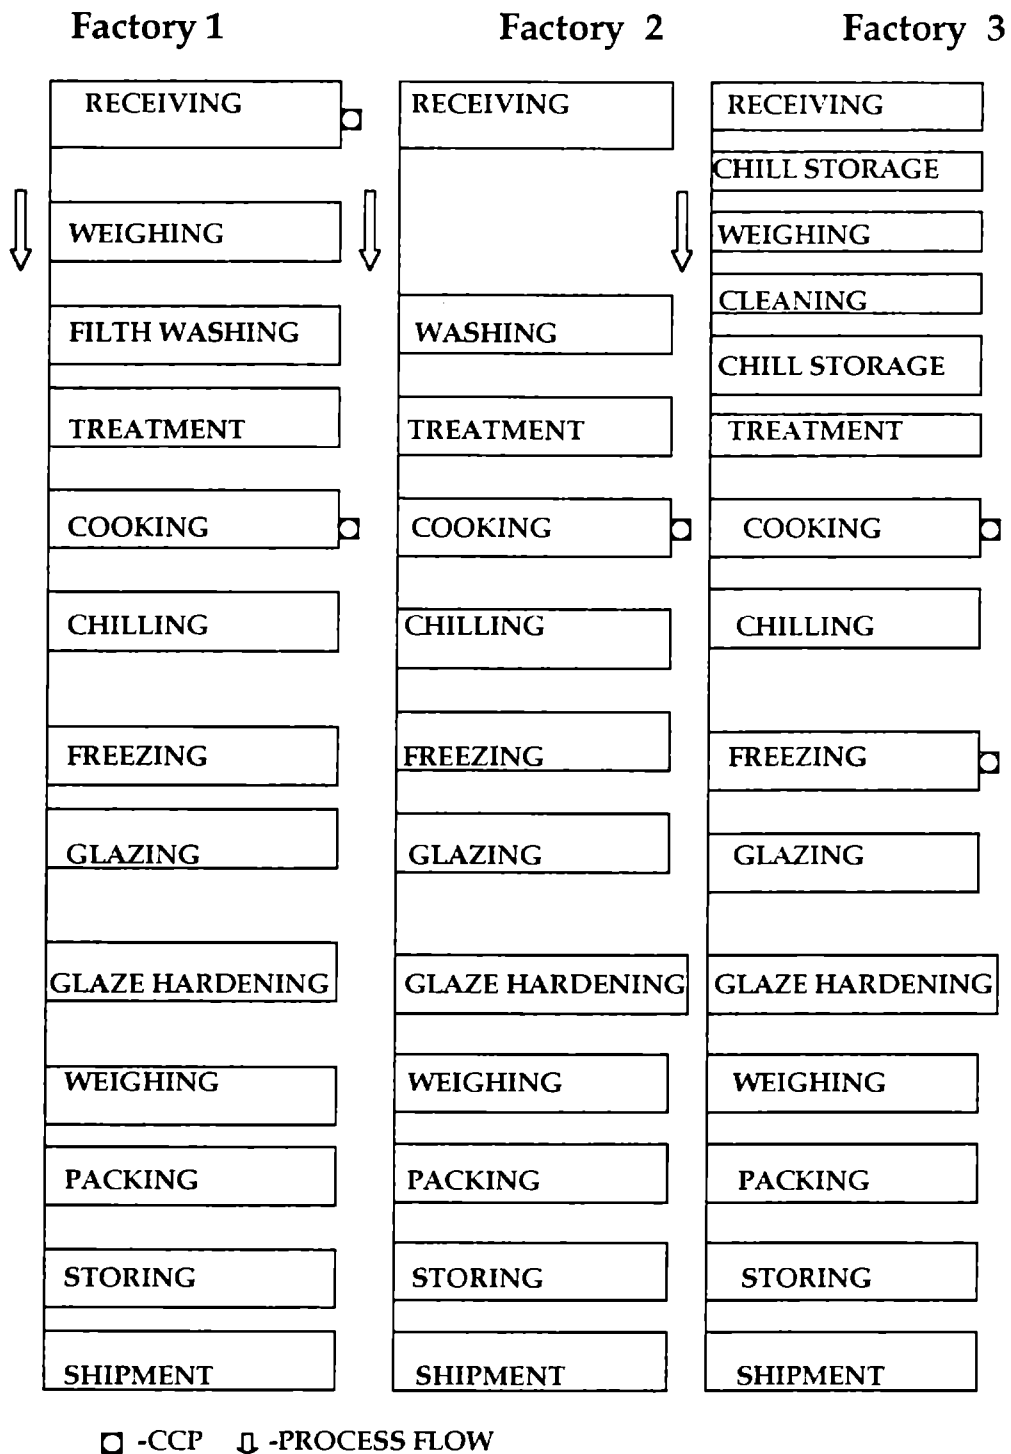 Factory 1
RECEIVING
WEIGHING
FILTH WASHING
TREATMENT
COOKING
CHILLING
FREEZING
GLAZING
GLAZE HARDENING
WEIGHING
PACKING
STORING
SHIPMENT
Factory 2
RECEIVING
WASHING
TREATMENT
COOKING
CHILLING
FREEZING
GLAZING
GLAZE HARDENING
WEIGHING
PACKING
STORING
SHIPMENT
Factory 3
RECEIVING
CHILL STORAGE
WEIGHING
CLEANING
CHILL STORAGE
TREATMENT
COOKING
CHILLING
FREEZING
GLAZING
GLAZE HARDENING
WEIGHING
PACKING
STORING
SHIPMENT
-CCP -PROCESS FLOW